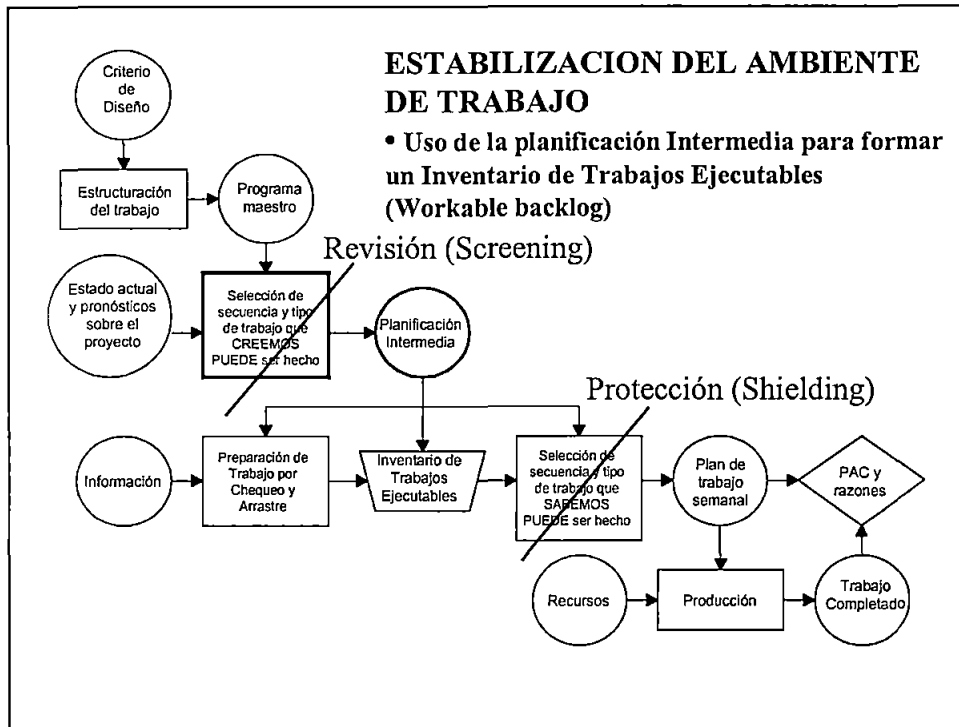 ESTABILIZACION DEL AMBIENTE
DE TRABAJO
• Uso de la planificación Intermedia para formar
un Inventario de Trabajos Ejecutables
(Workable backlog)
Criterio
de
Diseño
Estructuración
del trabajo
Programa
maestro
Revisión (Screening)
Estado actual
y pronósticos
sobre el
proyecto
Selección de
secuencia y tipo
de trabajo que
CREEMOS
PUEDE ser hecho
Planificación
Intermedia
Protección (Shielding)
Información
Preparación de
Trabajo por
Chequeo y
Arrastre
Inventario de
Trabajos
Ejecutables
Selección de
secuencia y tipo
de trabajo que
SABEMOS
PUEDE ser hecho
Plan de
trabajo
semanal
PAC y
razones
Recursos
Producción
Trabajo
Completado